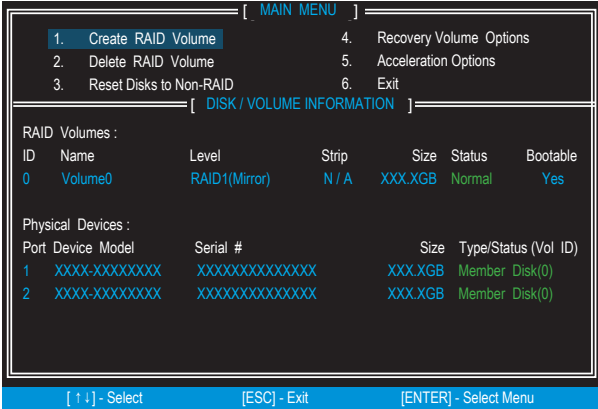 [ MAIN MENU ]
1. Create RAID Volume 4. Recovery Volume Options
2. Delete RAID Volume 5. Acceleration Options
3. Reset Disks to Non-RAID 6. Exit
[ DISK / VOLUME INFORMATION ]
RAID Volumes :
ID Name Level Strip Size Status Bootable
0 Volume0 RAID1(Mirror) N / A XXX.XGB Normal Yes
Physical Devices :
Port Device Model Serial # Size Type/Status (Vol ID)
1 XXXX-XXXXXXXX XXXXXXXXXXXXXX XXX.XGB Member Disk(0)
2 XXXX-XXXXXXXX XXXXXXXXXXXXXX XXX.XGB Member Disk(0)
[ ↑↓] - Select [ESC] - Exit [ENTER] - Select Menu